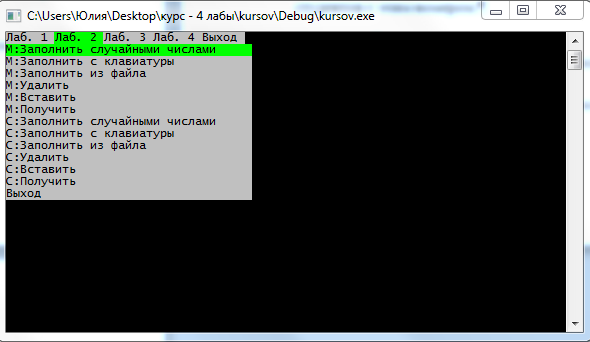 C:\Users\Юлия\Desktop\курс - 4 лабы\kursov\Debug\kursov.exe
Лаб. 1 Лаб. 2 Лаб. 3 Лаб. 4 Выход
М:Заполнить случайными числами
М:Заполнить с клавиатуры
М:Заполнить из файла
М:Удалить
М:Вставить
М:Получить
С:Заполнить случайными числами
С:Заполнить с клавиатуры
С:Заполнить из файла
С:Удалить
С:Вставить
С:Получить
Выход